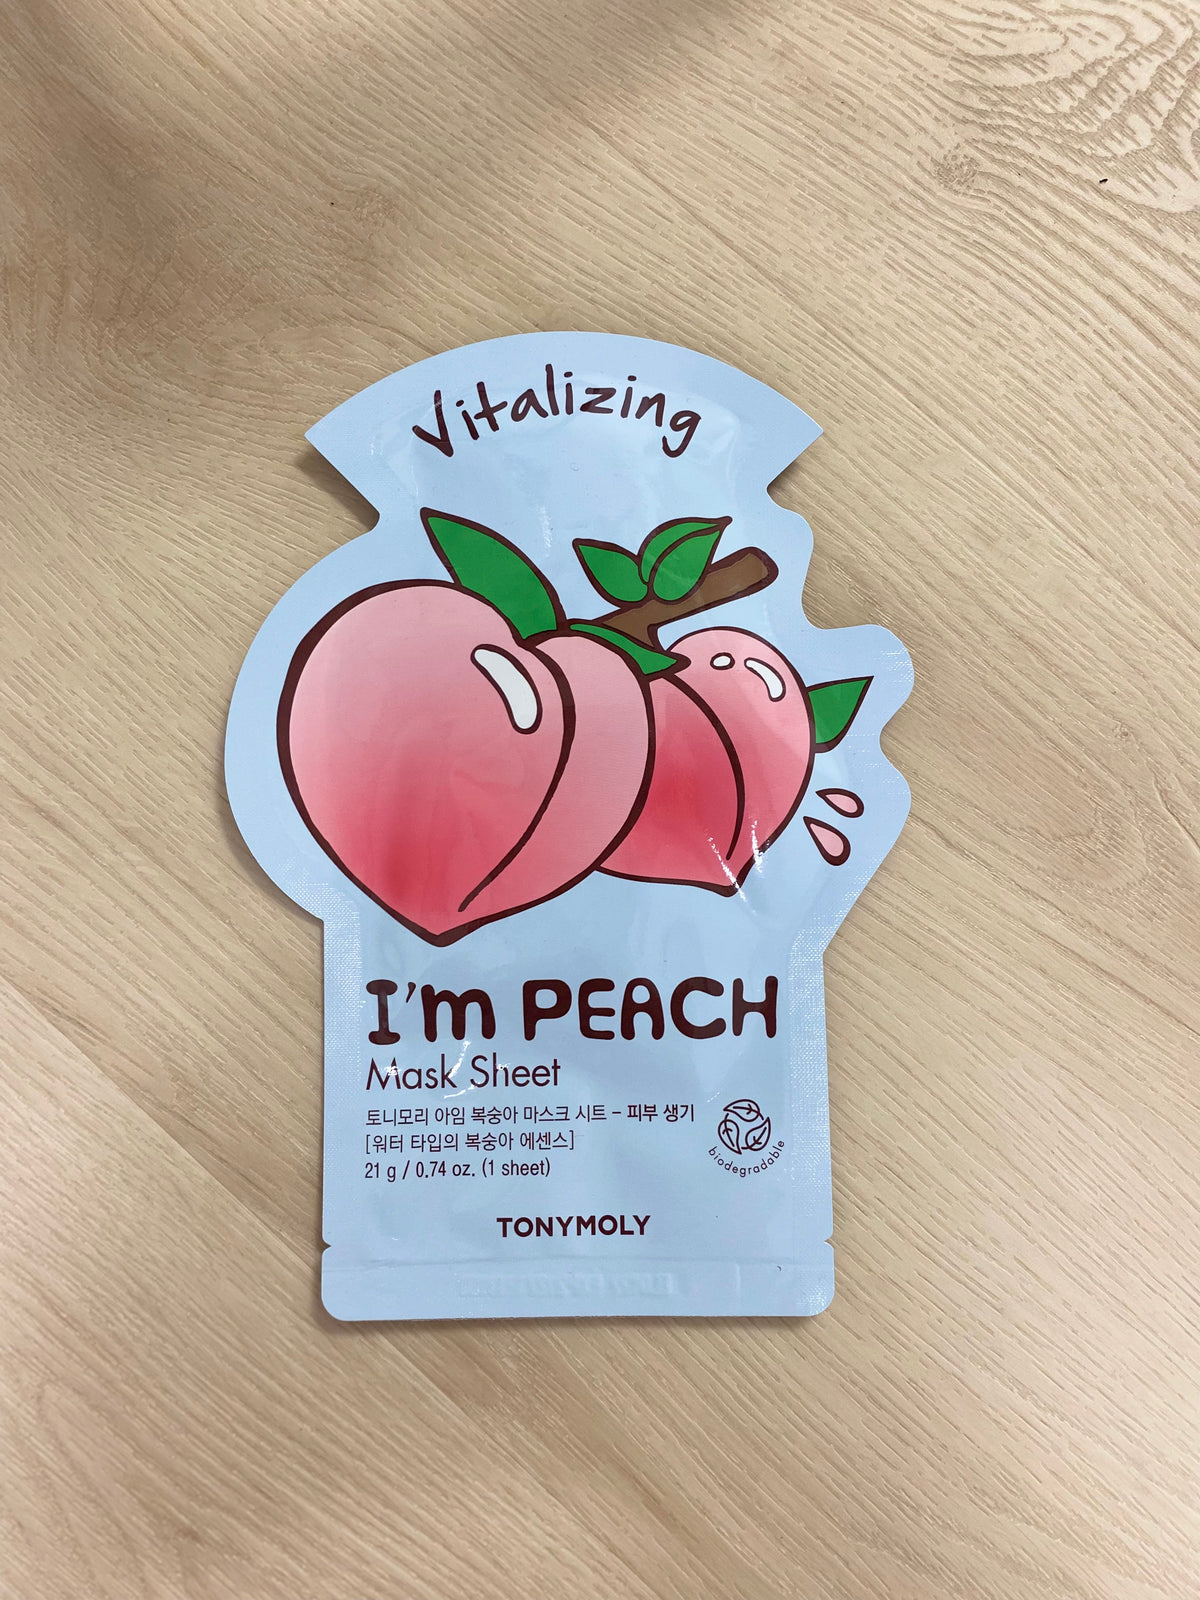 Vitalizing
I'm PEACH
Mask Sheet
토니모리 아임 복숭아 마스크 시트 – 피부 생기
[워터 타입의 복숭아 에센스]
21 g / 0.74 oz. (1 sheet)
biodegradable
TONYMOLY